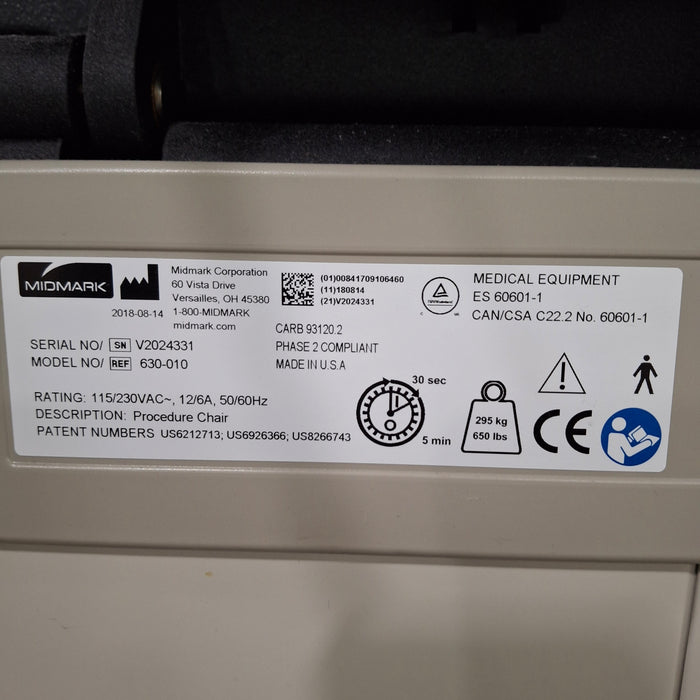 MIDMARK
2018-08-14
Midmark Corporation
60 Vista Drive
Versailles, OH 45380
1-800-MIDMARK
midmark.com
(01)00841709106460
(11)180814
(21)V2024331
CARB 93120.2
PHASE 2 COMPLIANT
MADE IN U.S.A
MEDICAL EQUIPMENT
ES 60601-1
CAN/CSA C22.2 No. 60601-1
SERIAL NO/ SN V2024331
MODEL NO/ REF 630-010
RATING: 115/230VAC~, 12/6A, 50/60Hz
DESCRIPTION: Procedure Chair
PATENT NUMBERS US6212713; US6926366; US8266743
30 sec
5 min
295 kg
650 lbs
CE